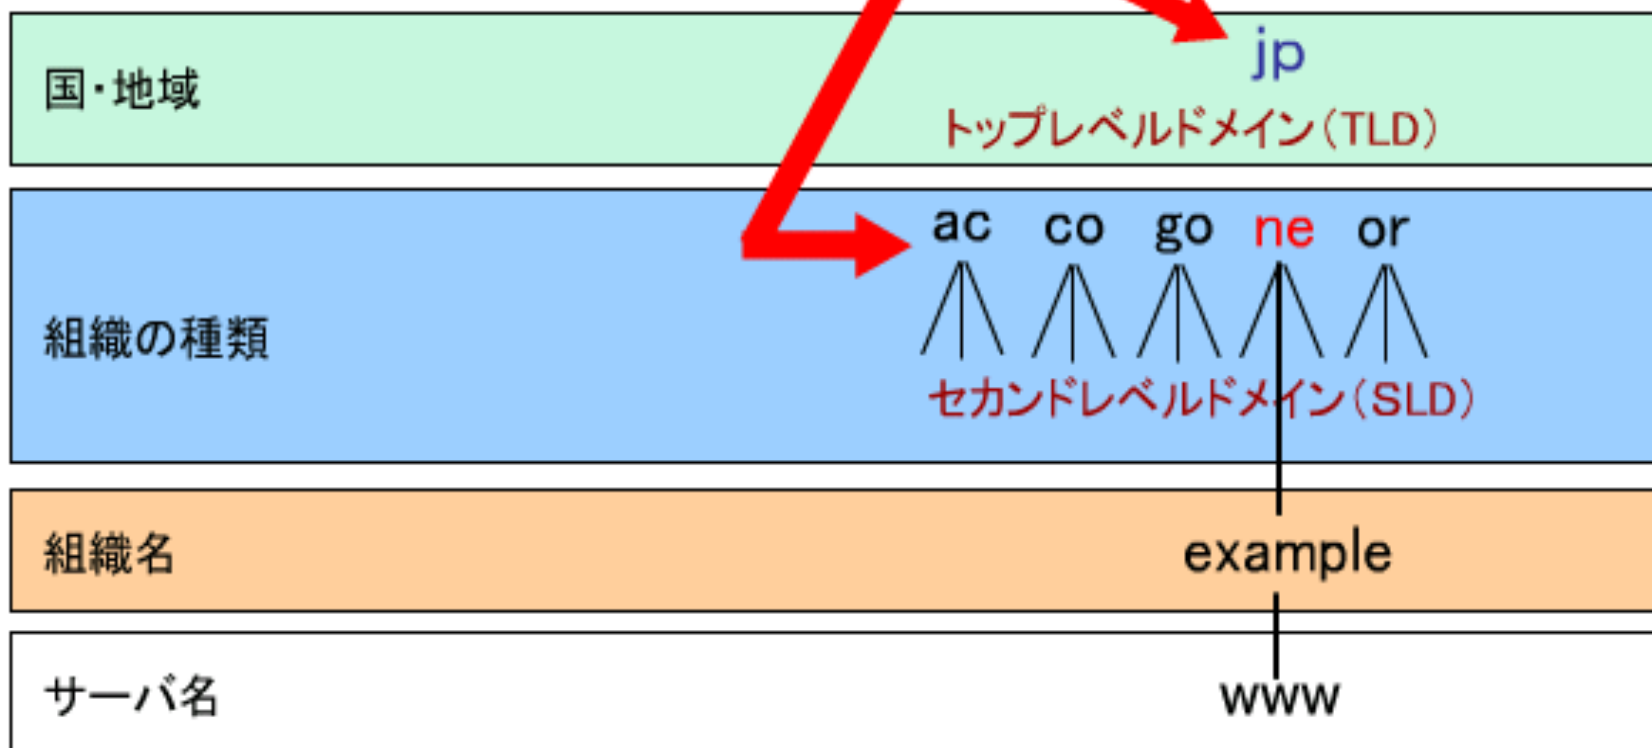 国・地域
jp
トップレベルドメイン（TLD）
ac co go ne or
組織の種類
セカンドレベルドメイン（SLD）
組織名
example
サーバ名
www